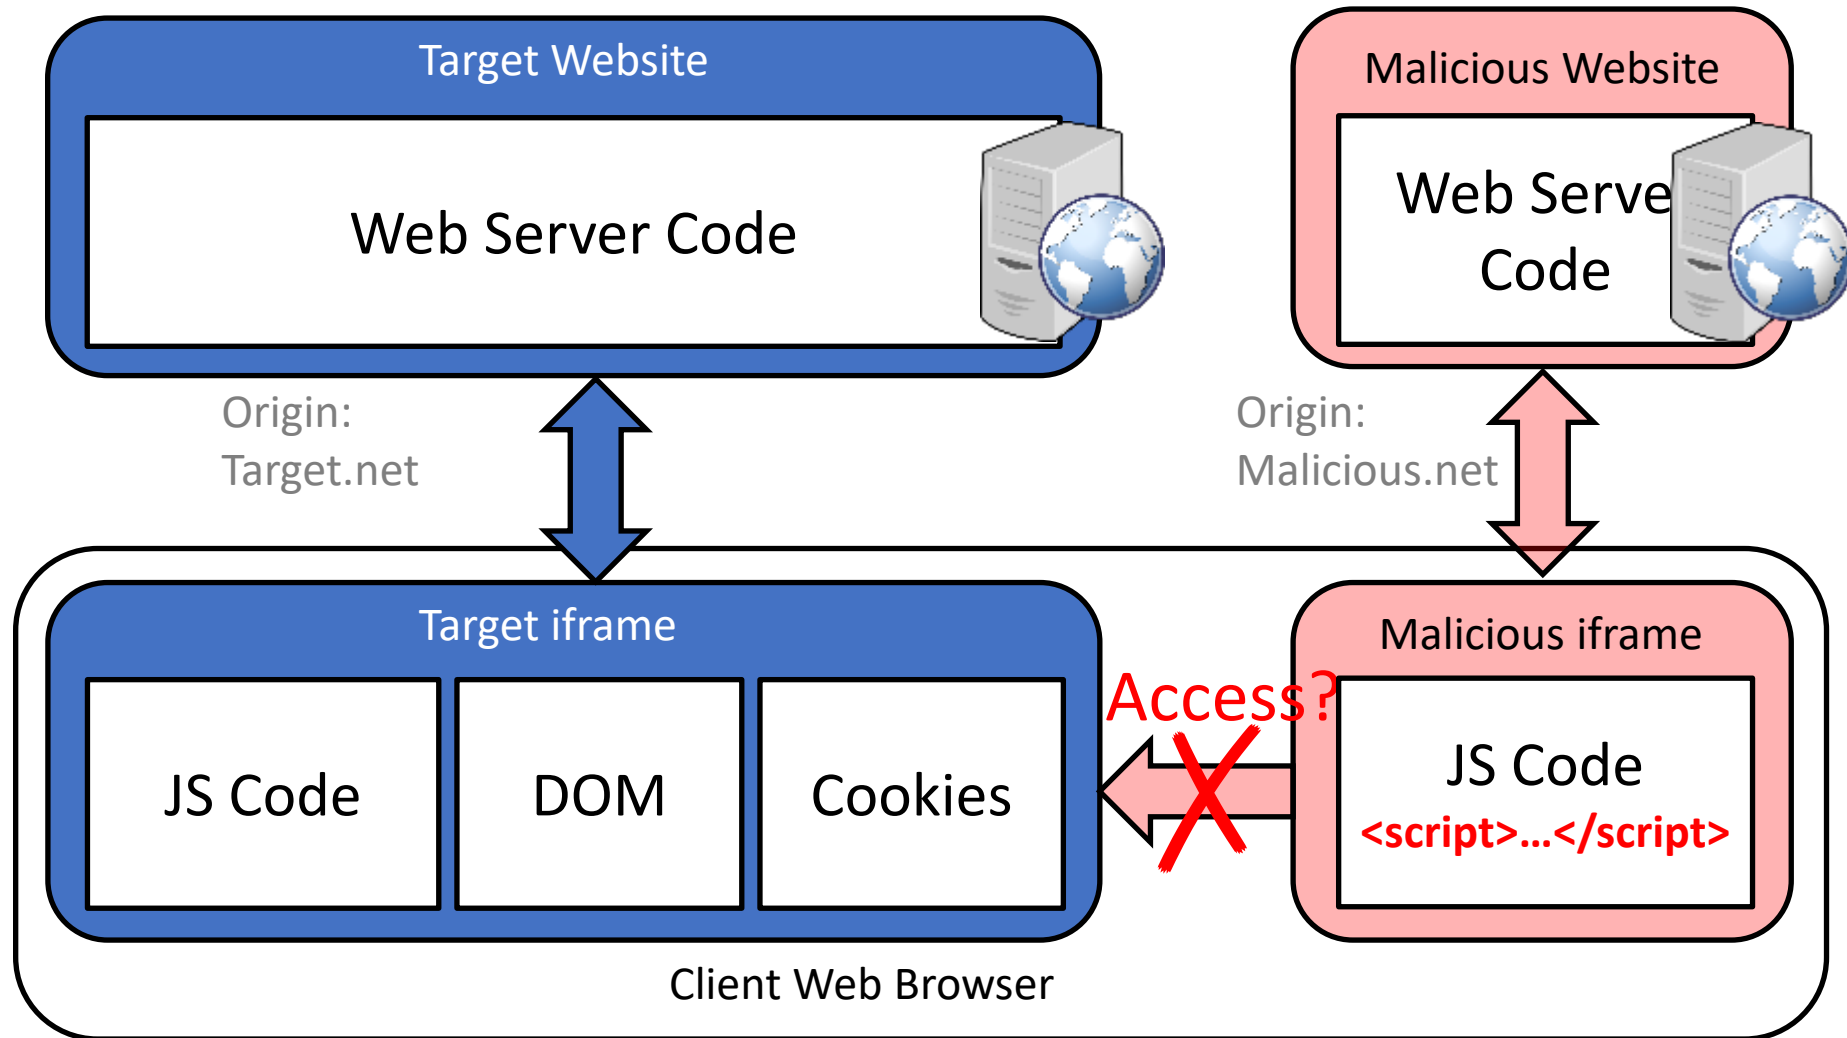 Target Website
Malicious Website
Web Server Code
Web Serve
Code
Origin:
Target.net
Origin:
Malicious.net
Target iframe
Malicious iframe
Access?
JS Code
DOM
Cookies
JS Code
<script>...</script>
Client Web Browser